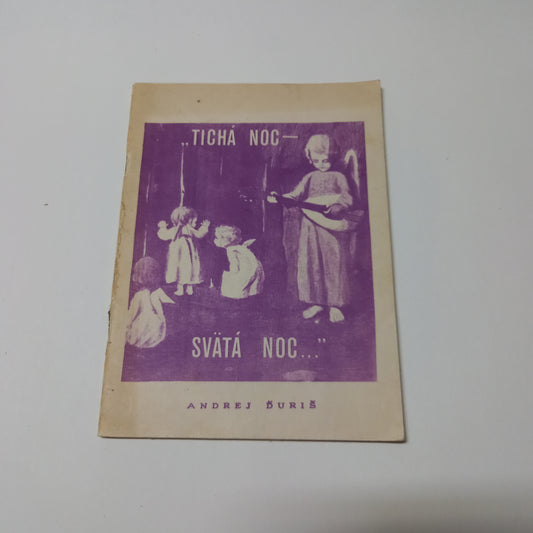 „TICHÁ NOC—
SVÄTÁ NOC..."
ANDREJ ĎURIŠ